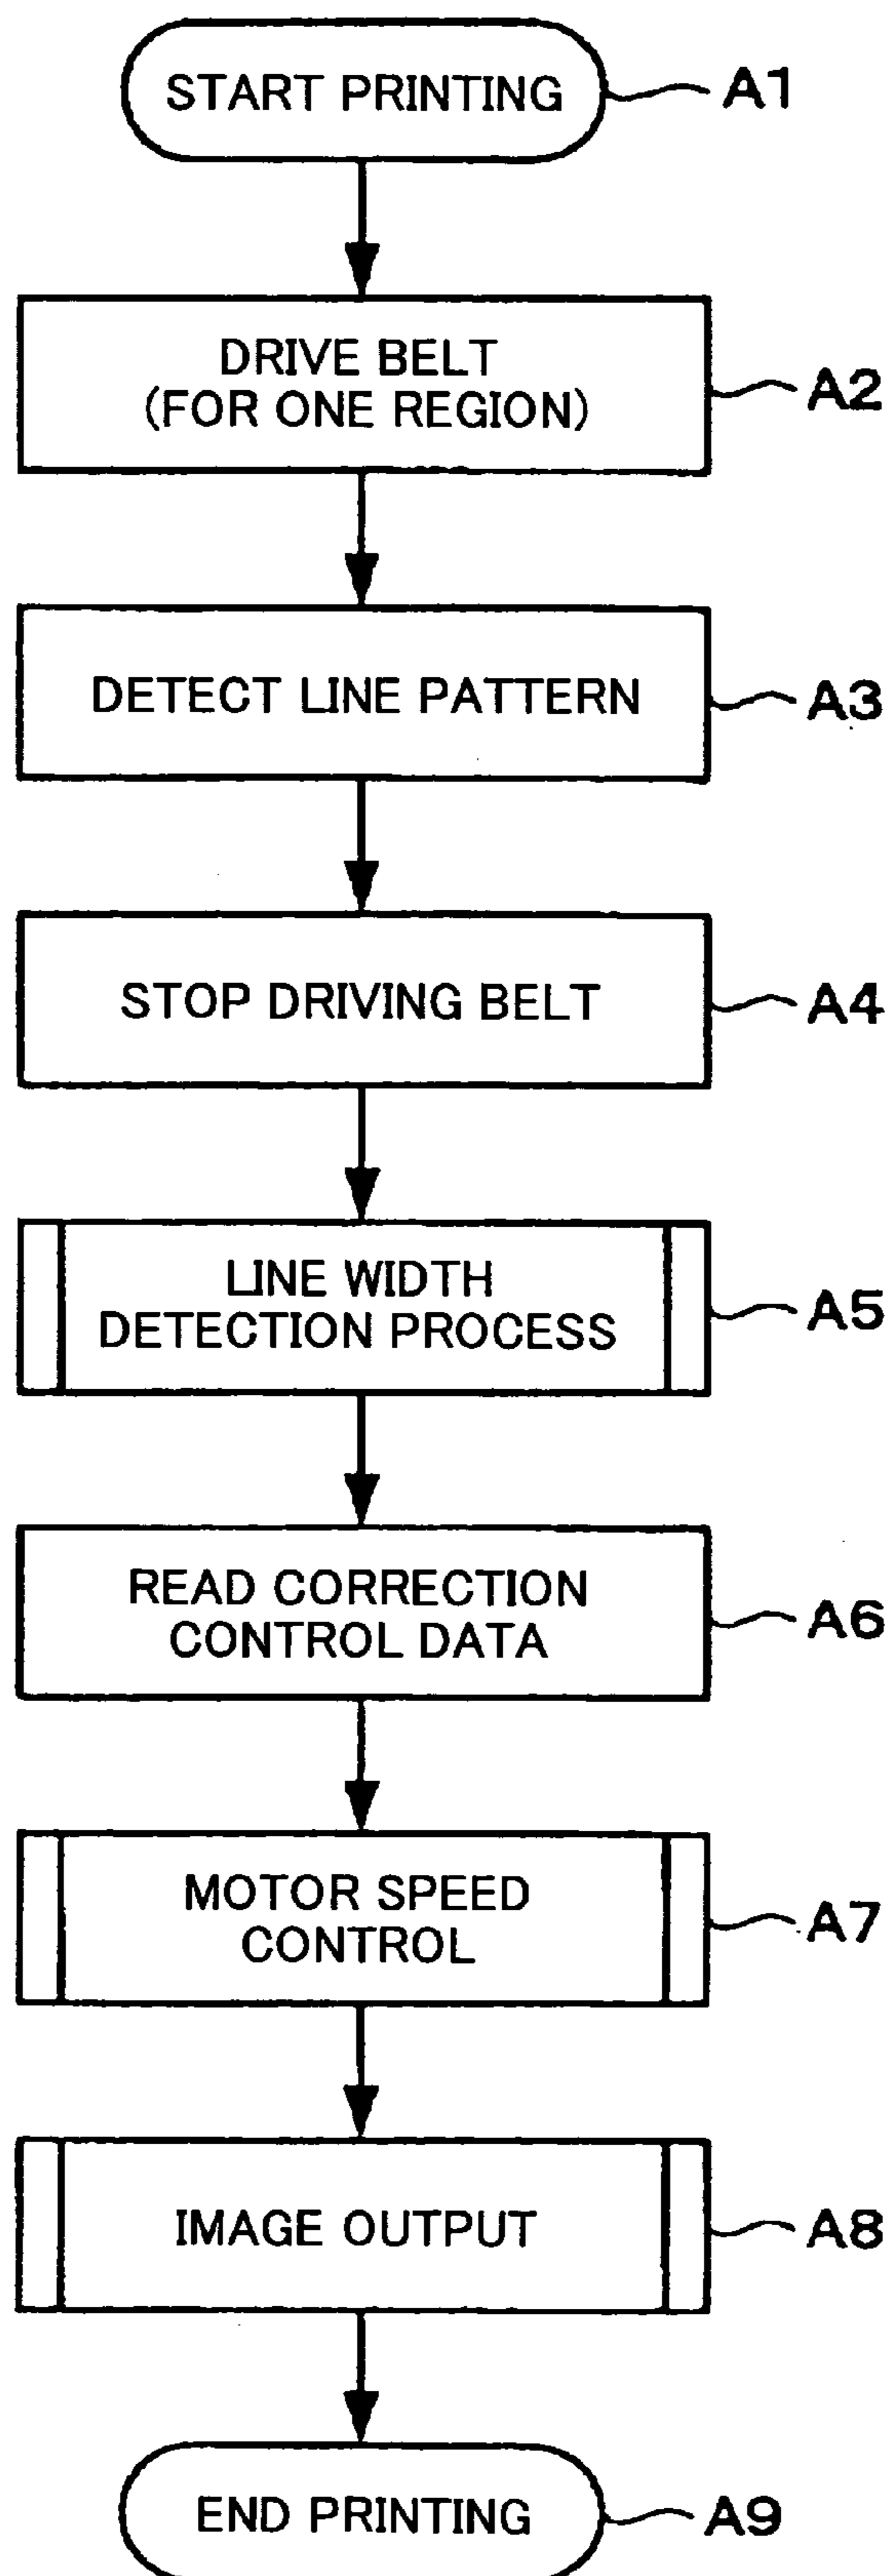 START PRINTING
A1
DRIVE BELT
(FOR ONE REGION)
A2
DETECT LINE PATTERN
A3
STOP DRIVING BELT
A4
LINE WIDTH
DETECTION PROCESS
A5
READ CORRECTION
CONTROL DATA
A6
MOTOR SPEED
CONTROL
A7
IMAGE OUTPUT
A8
END PRINTING
A9